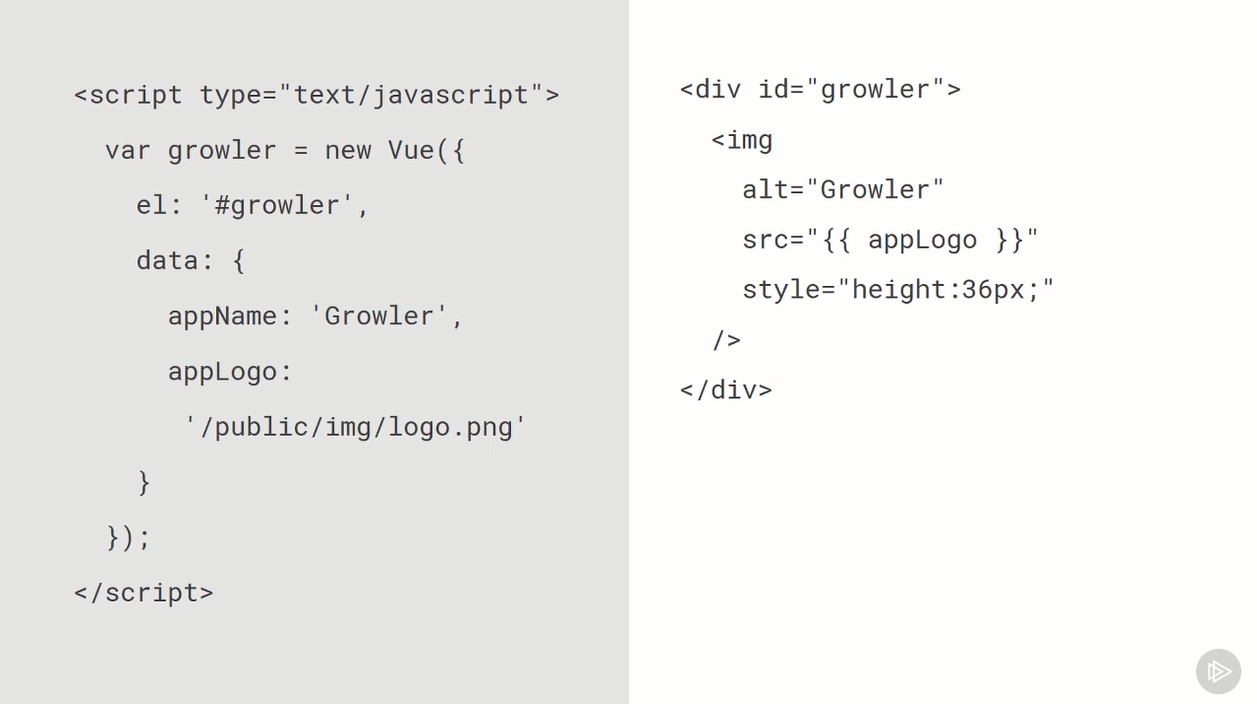 <script type="text/javascript">
var growler = new Vue({
el: '#growler',
data: {
appName: 'Growler',
appLogo:
'/public/img/logo.png'
}
});
</script>
<div id="growler">
<img
alt="Growler"
src="{{ appLogo }}"
style="height:36px;"
/>
</div>